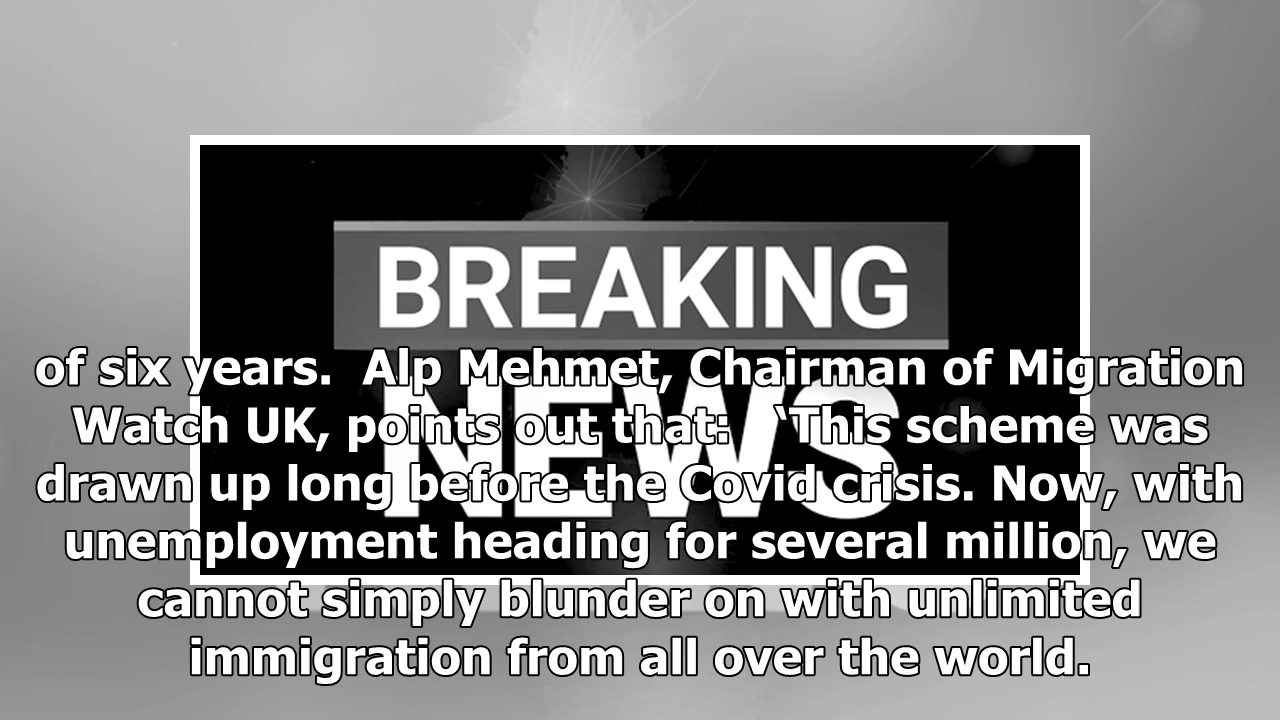 BREAKING
NEWS
of six years.  Alp Mehmet, Chairman of Migration
Watch UK, points out that:   ‘This scheme was
drawn up long before the Covid crisis. Now, with
unemployment heading for several million, we
cannot simply blunder on with unlimited
immigration from all over the world.